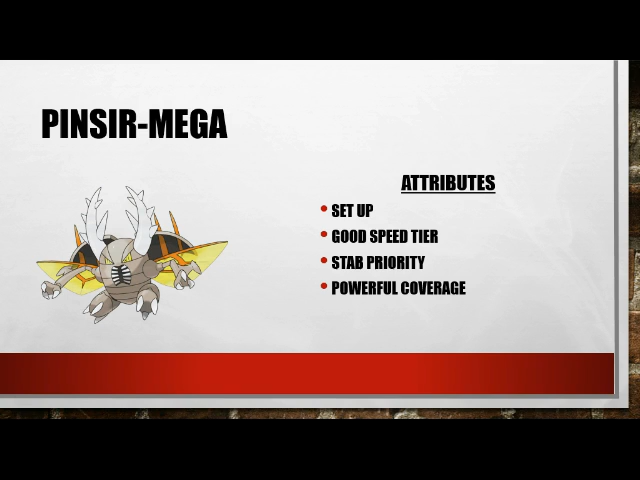 PINSIR-MEGA
ATTRIBUTES
SET UP
GOOD SPEED TIER
STAB PRIORITY
POWERFUL COVERAGE